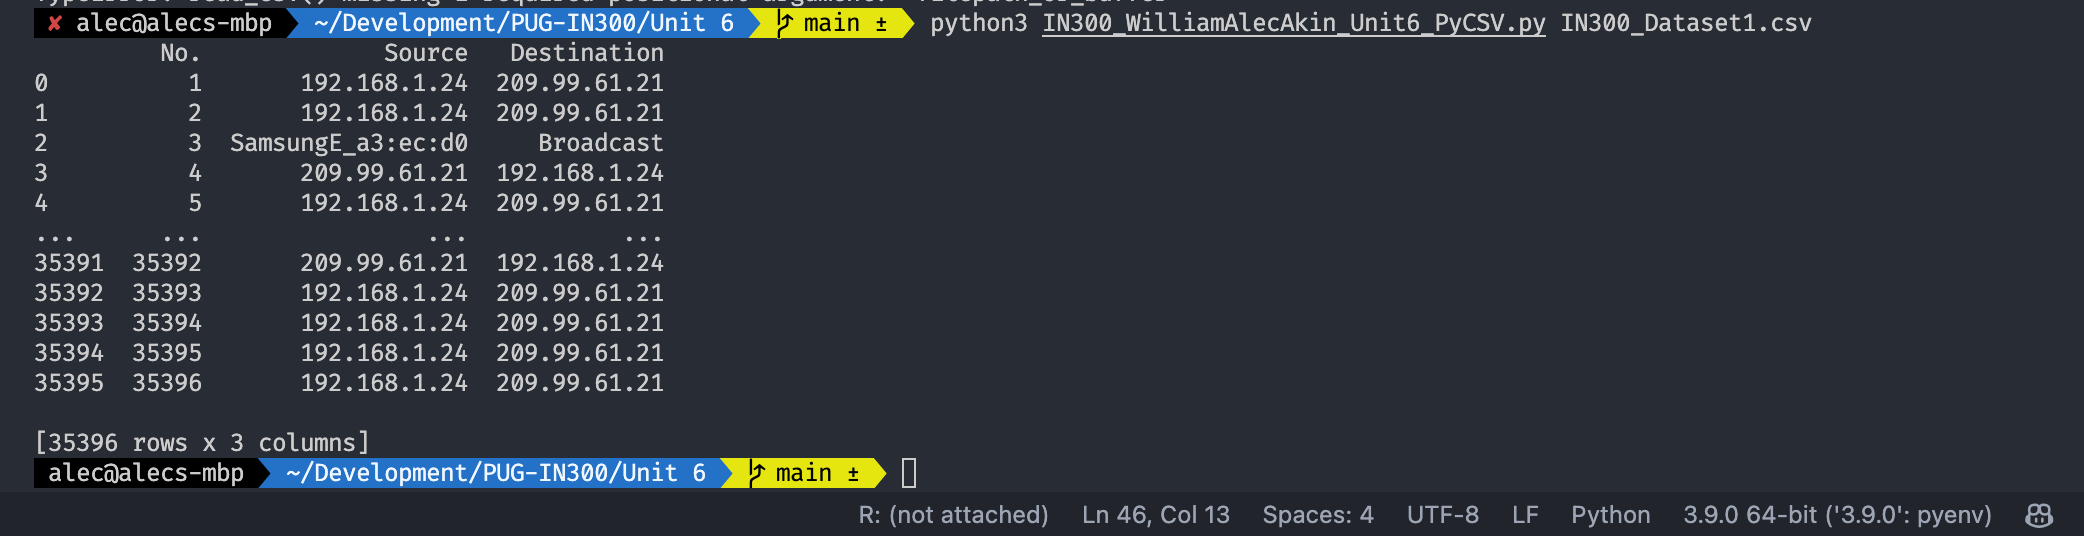 ✘ alec@alecs-mbp ~/Development/PUG-IN300/Unit 6 main ± python3 IN300_WilliamAlecAkin_Unit6_PyCSV.py IN300_Dataset1.csv
No. Source Destination
0 1 192.168.1.24 209.99.61.21
1 2 192.168.1.24 209.99.61.21
2 3 SamsungE_a3:ec:d0 Broadcast
3 4 209.99.61.21 192.168.1.24
4 5 192.168.1.24 209.99.61.21
... ... ... ...
35391 35392 209.99.61.21 192.168.1.24
35392 35393 192.168.1.24 209.99.61.21
35393 35394 192.168.1.24 209.99.61.21
35394 35395 192.168.1.24 209.99.61.21
35395 35396 192.168.1.24 209.99.61.21
[35396 rows x 3 columns]
alec@alecs-mbp ~/Development/PUG-IN300/Unit 6 main ±
R: (not attached) Ln 46, Col 13 Spaces: 4 UTF-8 LF Python 3.9.0 64-bit ('3.9.0': pyenv)